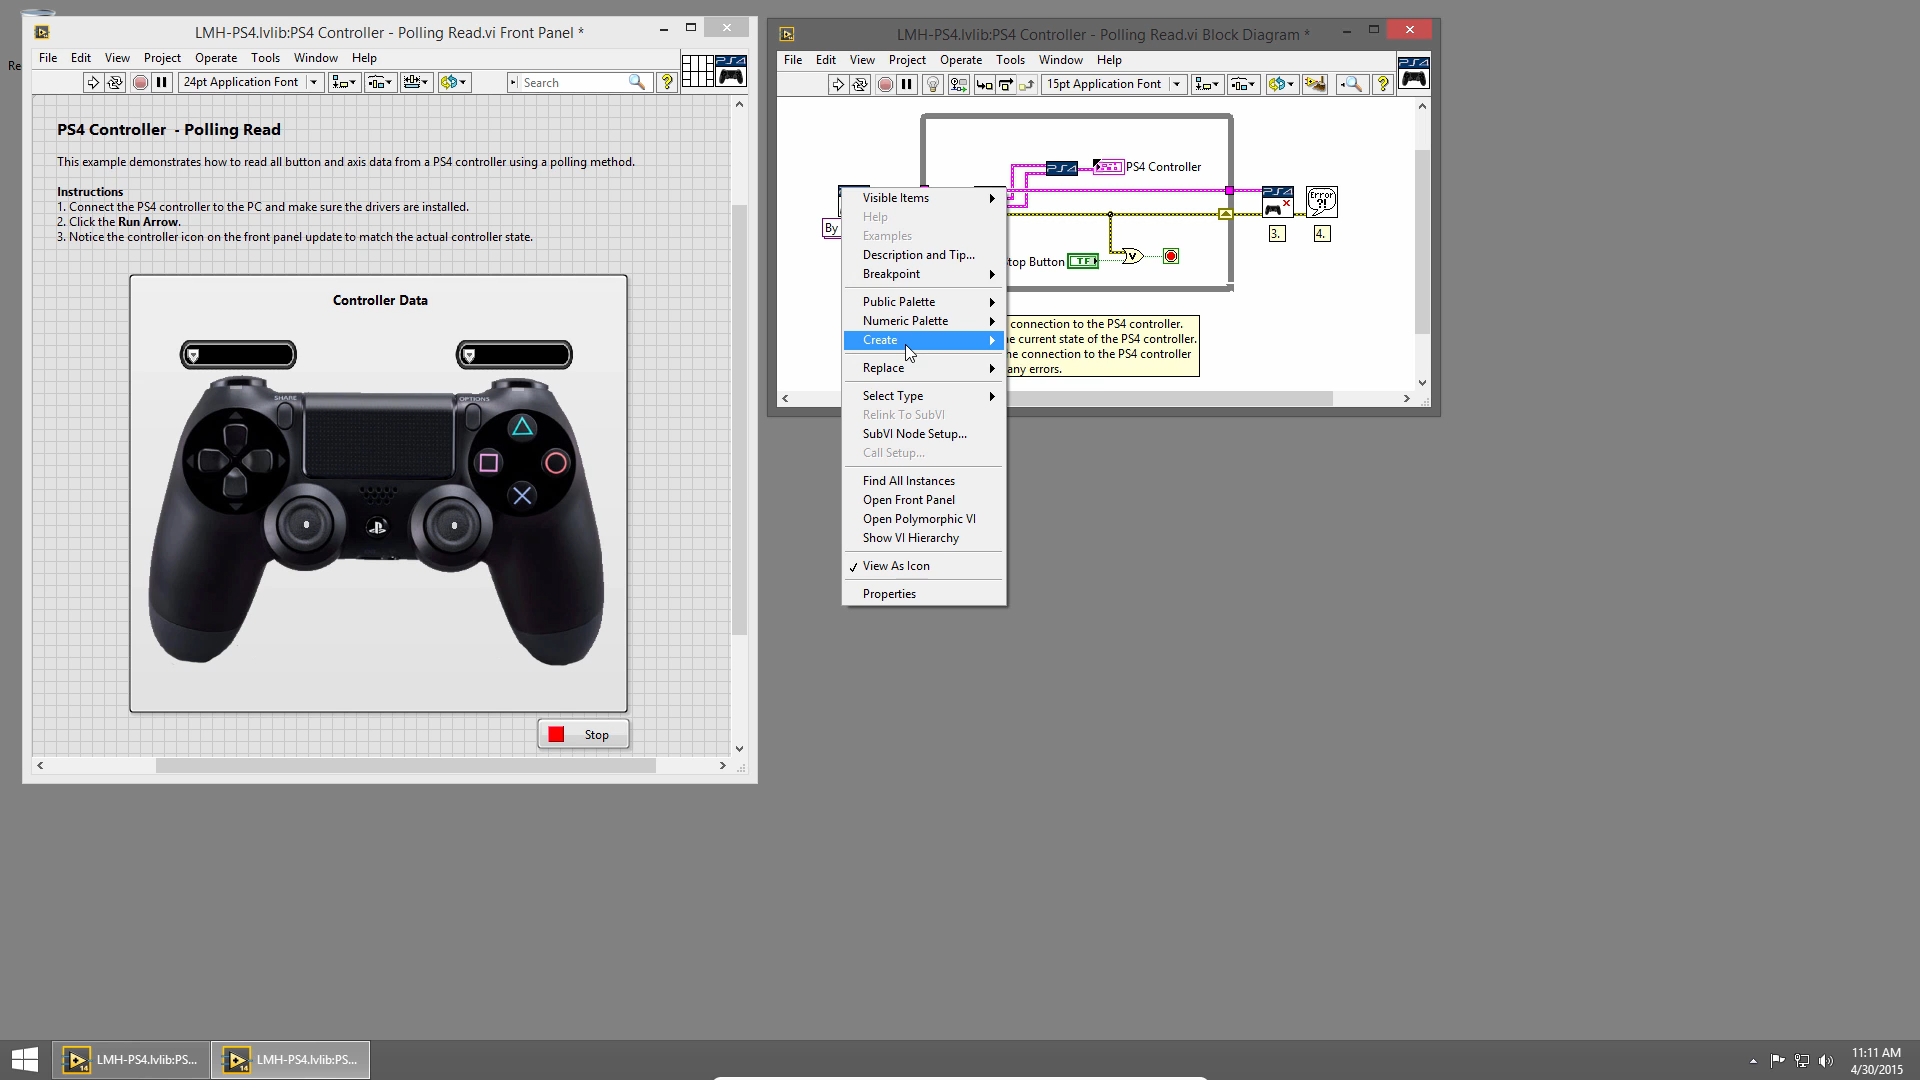 Re
LMH-PS4.lvlib:PS4 Controller - Polling Read.vi Front Panel *
File Edit View Project Operate Tools Window Help
24pt Application Font
Search
PS4
PS4 Controller - Polling Read
This example demonstrates how to read all button and axis data from a PS4 controller using a polling method.
Instructions
1. Connect the PS4 controller to the PC and make sure the drivers are installed.
2. Click the Run Arrow.
3. Notice the controller icon on the front panel update to match the actual controller state.
Controller Data
SHARE
OPTIONS
Stop
LMH-PS4.lvlib:PS4 Controller - Polling Read.vi Block Diagram *
File Edit View Project Operate Tools Window Help
15pt Application Font
PS4
PS4
PS4 Controller
PS4
Error
?!
By
3.
4.
top Button
TF
connection to the PS4 controller.
e current state of the PS4 controller.
he connection to the PS4 controller
any errors.
Visible Items
Help
Examples
Description and Tip...
Breakpoint
Public Palette
Numeric Palette
Create
Replace
Select Type
Relink To SubVI
SubVI Node Setup...
Call Setup...
Find All Instances
Open Front Panel
Open Polymorphic VI
Show VI Hierarchy
View As Icon
Properties
14
LMH-PS4.lvlib:PS...
14
LMH-PS4.lvlib:PS...
11:11 AM
4/30/2015